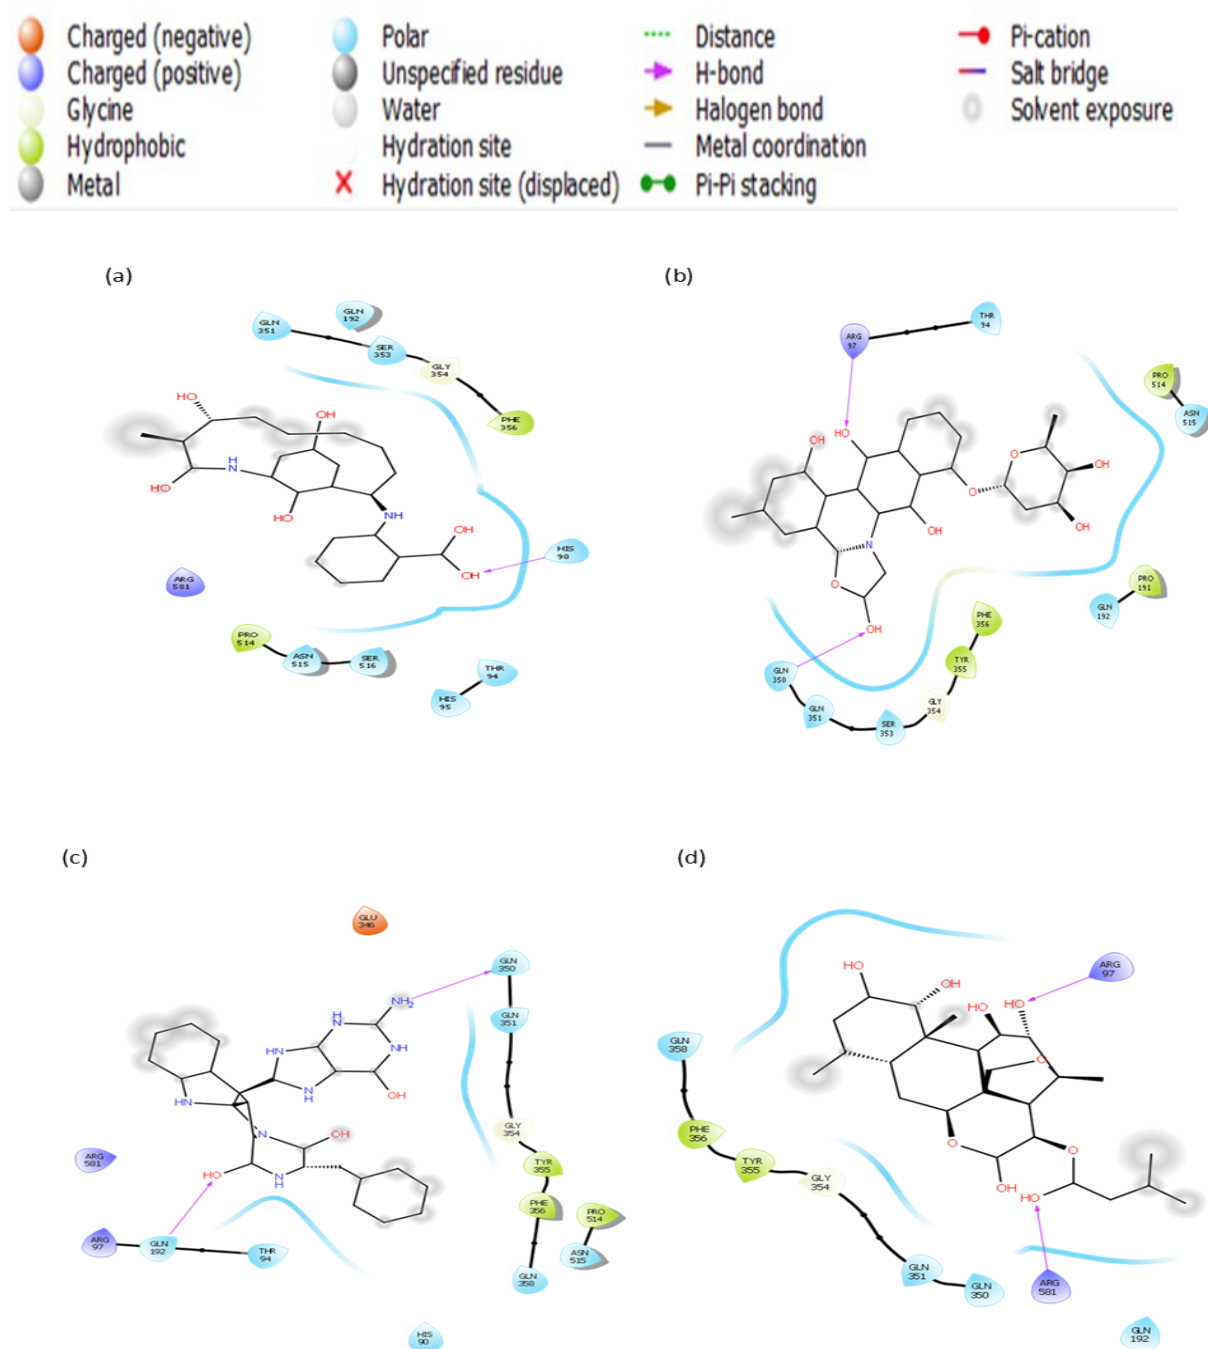 Charged (negative) Polar Distance Pi-cation
Charged (positive) Unspecified residue H-bond Salt bridge
Glycine Water Halogen bond Solvent exposure
Hydrophobic Hydration site Metal coordination
Metal Hydration site (displaced) Pi-Pi stacking
(a)
GLN
351
GLN
192
SER
353
GLY
354
PHE
356
HO
OH
HN
HO
HO
NH
OH
OH
HIS
90
ARG
581
PRO
514
ASN
515
SER
516
THR
94
HIS
95
(b)
ARG
97
THR
94
PRO
514
ASN
515
OH
HO
O
OH
O
OH
OH
N
O
OH
PRO
191
GLN
192
PHE
356
TYR
355
GLY
354
GLN
350
GLN
351
SER
353
(c)
GLU
346
GLN
350
NH2
GLN
351
HN
HN
NH
NH
OH
HN
N
OH
HO
NH
GLY
354
TYR
355
PHE
356
PRO
514
ASN
515
GLN
358
ARG
581
ARG
97
GLN
192
THR
94
HIS
90
(d)
ARG
97
HO
OH
HO
HO
O
GLN
358
PHE
356
TYR
355
GLY
354
GLN
351
GLN
350
O
O
OH
HO
ARG
581
GLN
192